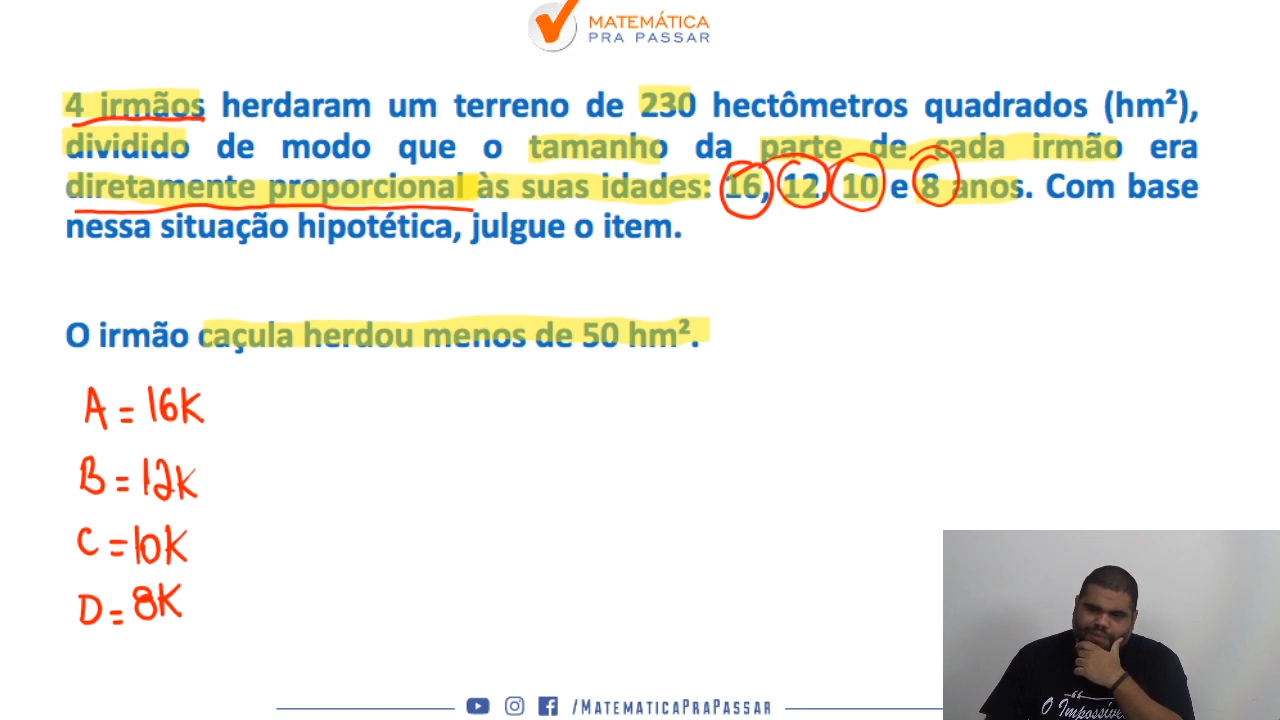 MATEMÁTICA
PRA PASSAR
4 irmãos herdaram um terreno de 230 hectômetros quadrados (hm²),
dividido de modo que o tamanho da parte de cada irmão era
diretamente proporcional às suas idades: 16, 12, 10 e 8 anos. Com base
nessa situação hipotética, julgue o item.
O irmão caçula herdou menos de 50 hm².
A = 16K
B = 12K
C = 10K
D = 8K
/MATEMATICAPRAPASSAR
“
O Impossíve